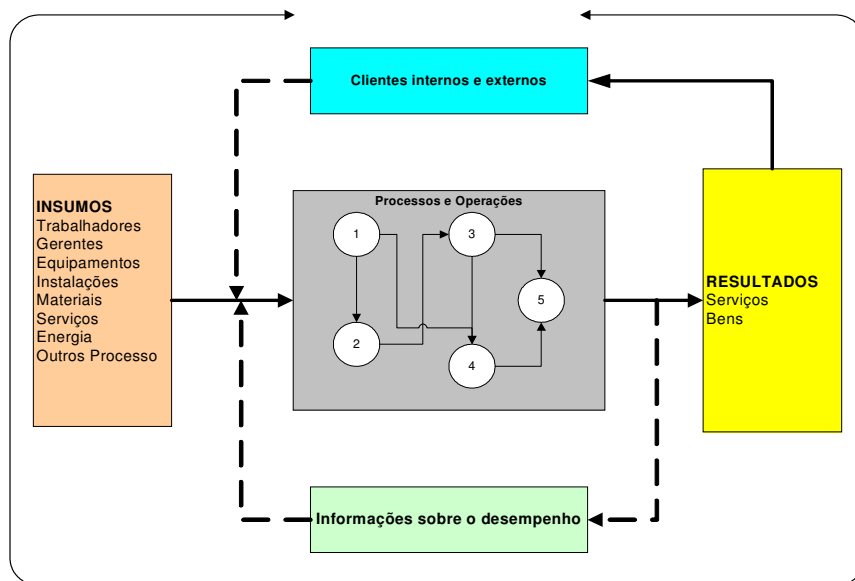 Clientes internos e externos
INSUMOS
Trabalhadores
Gerentes
Equipamentos
Instalações
Materiais
Serviços
Energia
Outros Processo
Processos e Operações
1
3
5
2
4
RESULTADOS
Serviços
Bens
Informações sobre o desempenho